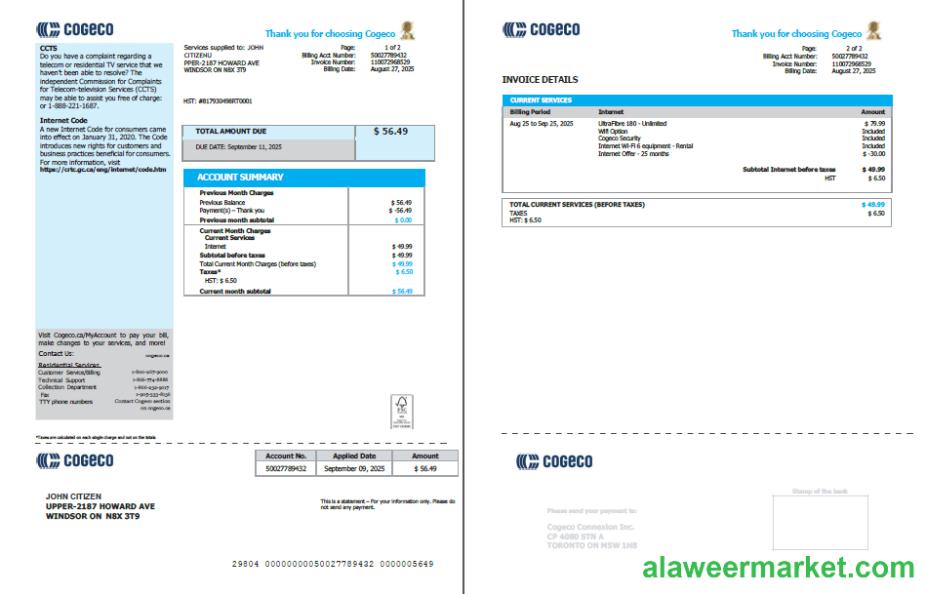 COGECO
Thank you for choosing Cogeco
CCTS
Do you have a complaint regarding a
telecom or residential TV service that we
haven't been able to resolve? The
independent Commission for Complaints
for Telecom-television Services (CCTS)
may be able to assist you free of charge:
or 1-888-221-1687.
Internet Code
A new Internet Code for consumers came
into effect on January 31, 2020. The Code
introduces new rights for customers and
business practices beneficial for consumers.
For more information, visit
https://crtc.gc.ca/eng/internet/code.htm
Visit Cogeco.ca/MyAccount to pay your bill,
make changes to your services, and more!
Contact Us: cogeco.ca
Residential Services
Customer Service/Billing
Technical Support
Collection Department
Fax
TTY phone numbers Contact Cogeco section
on cogeco.ca
Services supplied to: JOHN
CITIZENU
PPER-2187 HOWARD AVE
WINDSOR ON N8X 3T9
Page: 1 of 2
Billing Acct Number: 50027789432
Invoice Number: 110072968529
Billing Date: August 27, 2025
HST: #817930498RT0001
TOTAL AMOUNT DUE $ 56.49
DUE DATE: September 11, 2025
ACCOUNT SUMMARY
Previous Month Charges
Previous Balance $ 56.49
Payment(s) – Thank you $ -56.49
Previous month subtotal $ 0.00
Current Month Charges
Current Services
Internet $ 49.99
Subtotal before taxes $ 49.99
Total Current Month Charges (before taxes) $ 49.99
Taxes* $ 6.50
HST: $ 6.50
Current month subtotal $ 56.49
FSC
*Taxes are calculated on each single charge and not on the totals
COGECO
Account No. Applied Date Amount
50027789432 September 09, 2025 $ 56.49
JOHN CITIZEN
UPPER-2187 HOWARD AVE
WINDSOR ON N8X 3T9
This is a statement – For your information only. Please do
not send any payment.
29804 00000000050027789432 0000005649
COGECO
Thank you for choosing Cogeco
Page: 2 of 2
Billing Acct Number: 50027789432
Invoice Number: 110072968529
Billing Date: August 27, 2025
INVOICE DETAILS
CURRENT SERVICES
Billing Period Internet Amount
Aug 25 to Sep 25, 2025 UltraFibre 180 - Unlimited $ 79.99
Wifi Option Included
Cogeco Security Included
Internet Wi-Fi 6 equipment - Rental Included
Internet Offer - 25 months $ -30.00
Subtotal Internet before taxes $ 49.99
HST $ 6.50
TOTAL CURRENT SERVICES (BEFORE TAXES) $ 49.99
TAXES $ 6.50
HST: $ 6.50
COGECO
Stamp of the bank
Please send your payment to:
Cogeco Connexion Inc.
CP 4080 STN A
TORONTO ON M5W 1H8
alaweermarket.com